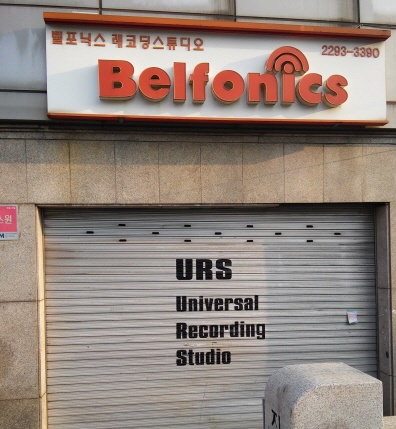 벨포닉스 레코딩스튜디오
2293-3390
Belfonics
URS
Universal
Recording
Studio